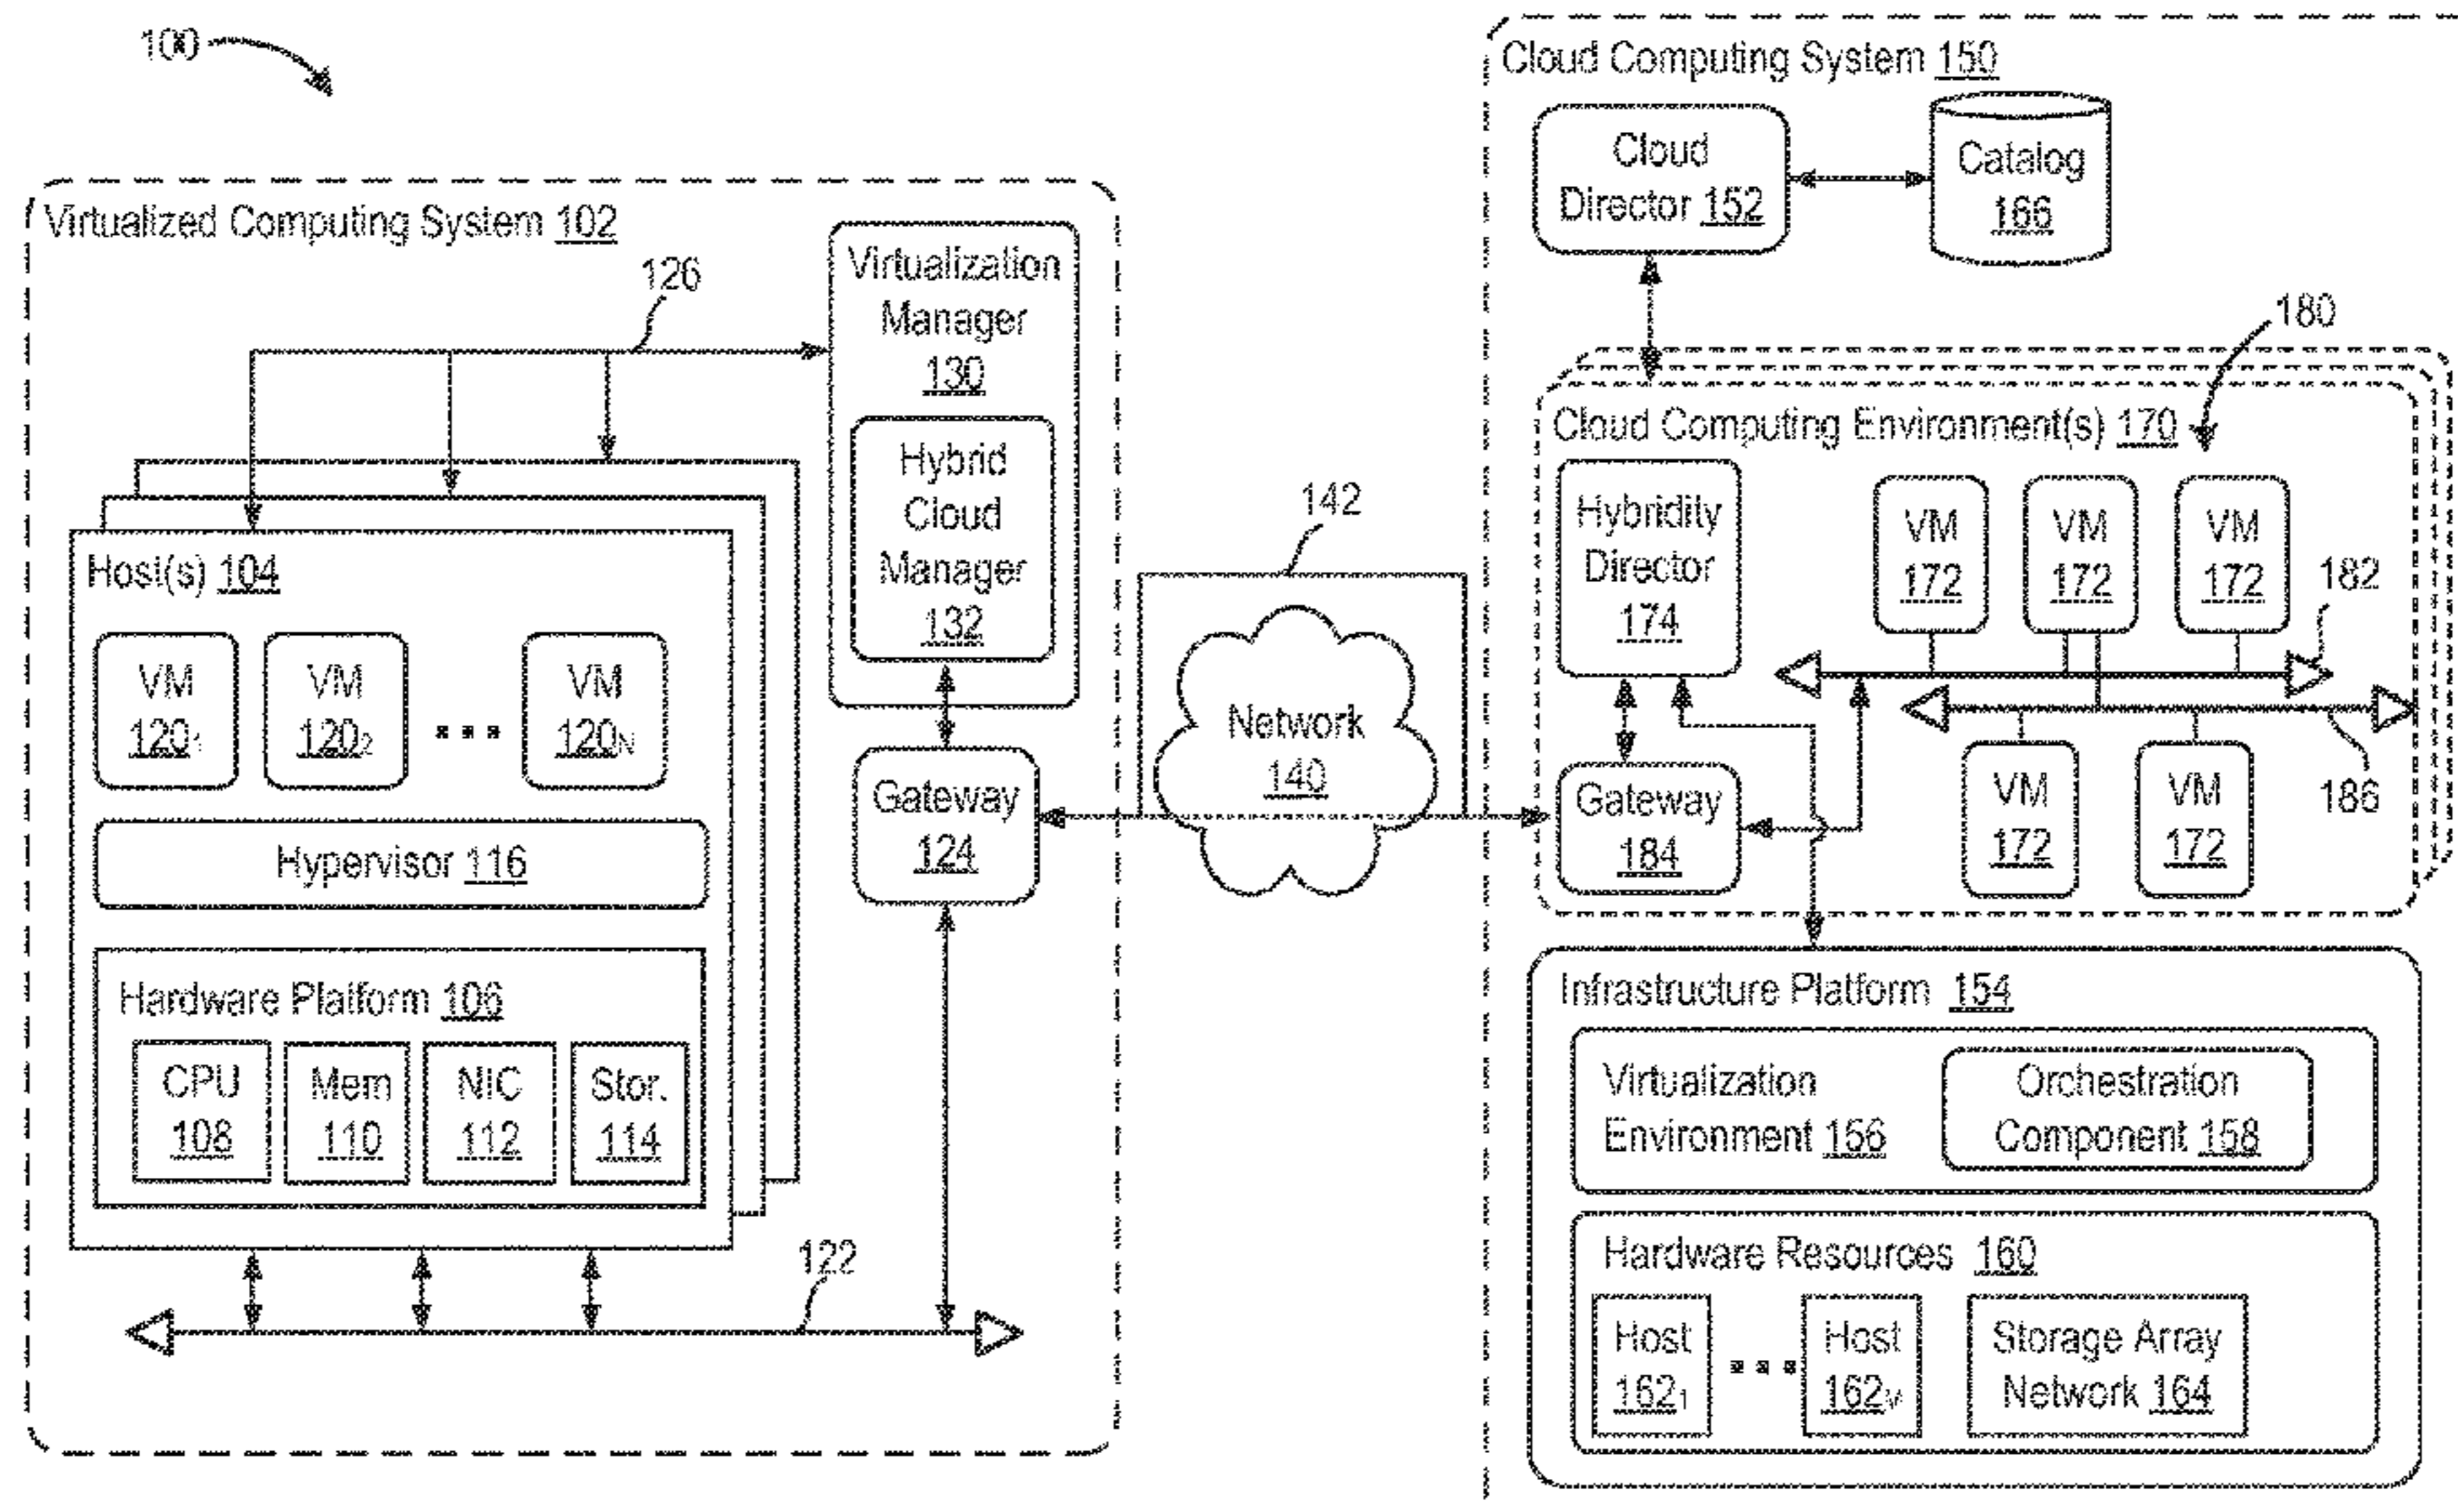 100
Virtualized Computing System 102
126
Virtualization
Manager
130
Hybrid
Cloud
Manager
132
Host(s) 104
VM
120₁
VM
120₂
VM
120N
Hypervisor 116
Gateway
124
Hardware Platform 106
CPU
108
Mem
110
NIC
112
Stor.
114
122
142
Network
140
Cloud Computing System 150
Cloud
Director 152
Catalog
166
180
Cloud Computing Environment(s) 170
Hybridity
Director
174
VM
172
VM
172
VM
172
182
Gateway
184
VM
172
VM
172
186
Infrastructure Platform 154
Virtualization
Environment 156
Orchestration
Component 158
Hardware Resources 160
Host
162₁
Host
162M
Storage Array
Network 164